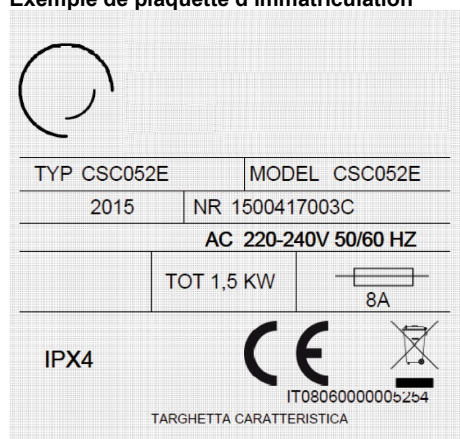 Exemple de plaquette d'immatriculation
TYP CSC052E MODEL CSC052E
2015 NR 1500417003C
AC 220-240V 50/60 HZ
TOT 1,5 KW 8A
IPX4 CE
IT08060000005254
TARGHETTA CARATTERISTICA